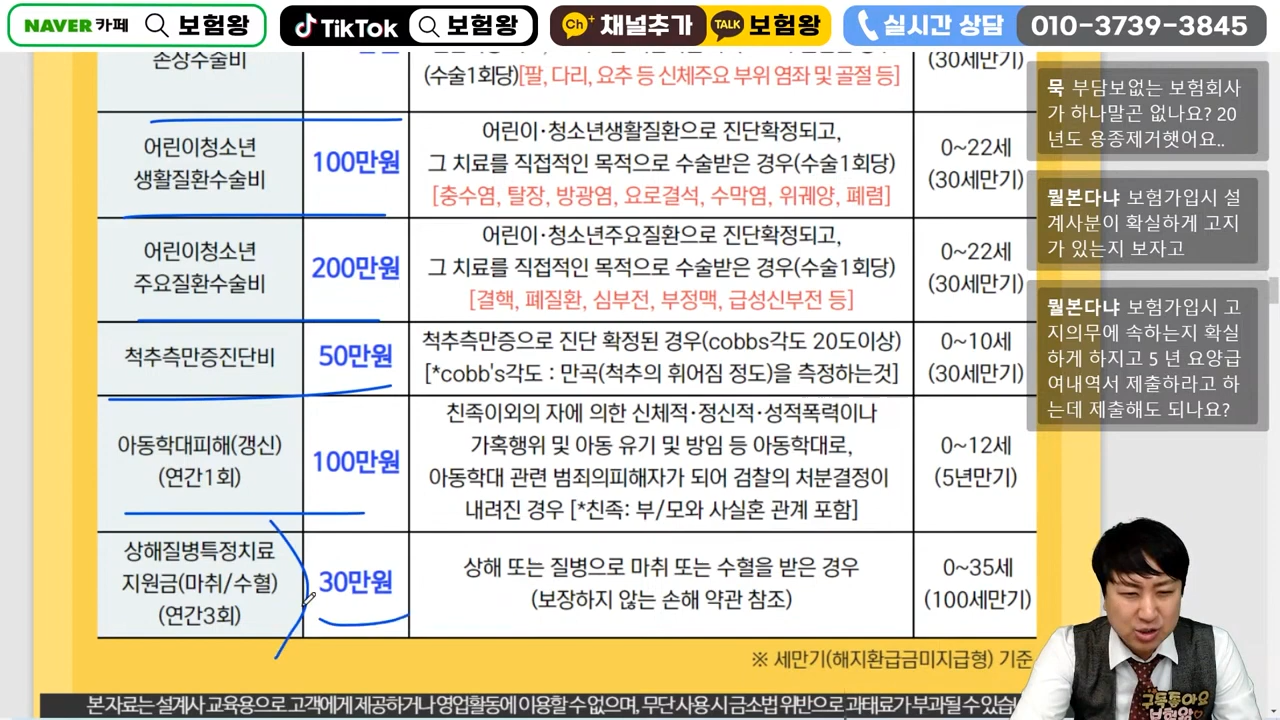 NAVER 카페 보험왕
TikTok 보험왕
Ch+ 채널추가 TALK 보험왕
실시간 상담 010-3739-3845
손상수술비
(수술1회당)[팔, 다리, 요추 등 신체주요 부위 염좌 및 골절 등]
(30세만기)
어린이청소년
생활질환수술비
100만원
어린이·청소년생활질환으로 진단확정되고,
그 치료를 직접적인 목적으로 수술받은 경우(수술1회당)
[충수염, 탈장, 방광염, 요로결석, 수막염, 위궤양, 폐렴]
0~22세
(30세만기)
어린이청소년
주요질환수술비
200만원
어린이·청소년주요질환으로 진단확정되고,
그 치료를 직접적인 목적으로 수술받은 경우(수술1회당)
[결핵, 폐질환, 심부전, 부정맥, 급성신부전 등]
0~22세
(30세만기)
척추측만증진단비
50만원
척추측만증으로 진단 확정된 경우(cobbs각도 20도이상)
[*cobb's각도 : 만곡(척추의 휘어짐 정도)을 측정하는것]
0~10세
(30세만기)
아동학대피해(갱신)
(연간1회)
100만원
친족이외의 자에 의한 신체적·정신적·성적폭력이나
가혹행위 및 아동 유기 및 방임 등 아동학대로,
아동학대 관련 범죄의피해자가 되어 검찰의 처분결정이
내려진 경우 [*친족: 부/모와 사실혼 관계 포함]
0~12세
(5년만기)
상해질병특정치료
지원금(마취/수혈)
(연간3회)
30만원
상해 또는 질병으로 마취 또는 수혈을 받은 경우
(보장하지 않는 손해 약관 참조)
0~35세
(100세만기)
※ 세만기(해지환급금미지급형) 기준
본 자료는 설계사 교육용으로 고객에게 제공하거나 영업활동에 이용할 수 없으며, 무단 사용 시 금소법 위반으로 과태료가 부과될 수 있습
묵 부담보없는 보험회사
가 하나말곤 없나요? 20
년도 용종제거햇어요..
뭘본다냐 보험가입시 설
계사분이 확실하게 고지
가 있는지 보자고
뭘본다냐 보험가입시 고
지의무에 속하는지 확실
하게 하지고 5 년 요양급
여내역서 제출하라고 하
는데 제출해도 되나요?
구독좋아요
보험왕